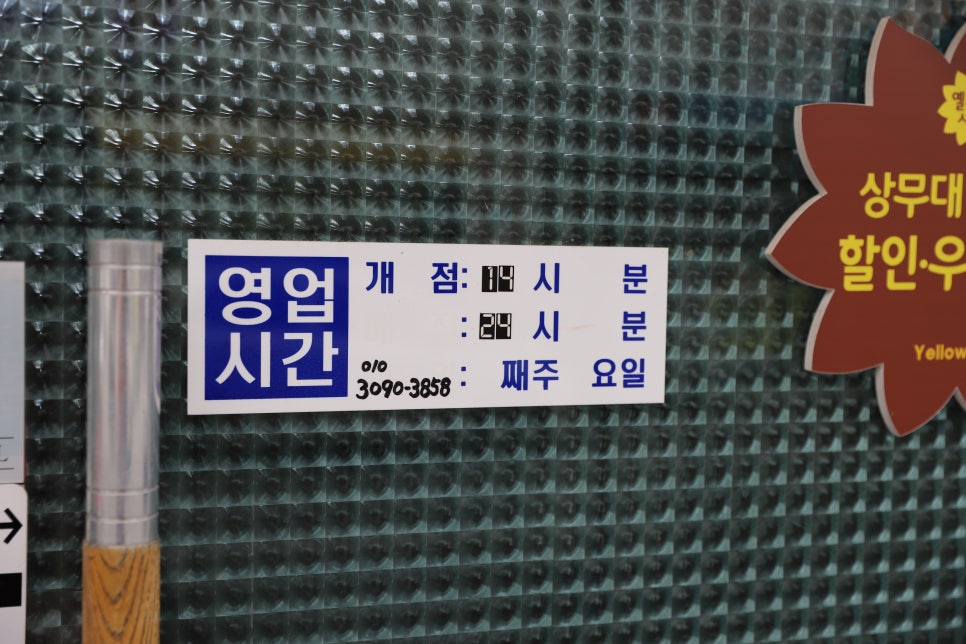 영업
시간
개 점: 14 시 분
: 24 시 분
010
3090-3858 : 째주 요일
상무대
할인·우
Yellow